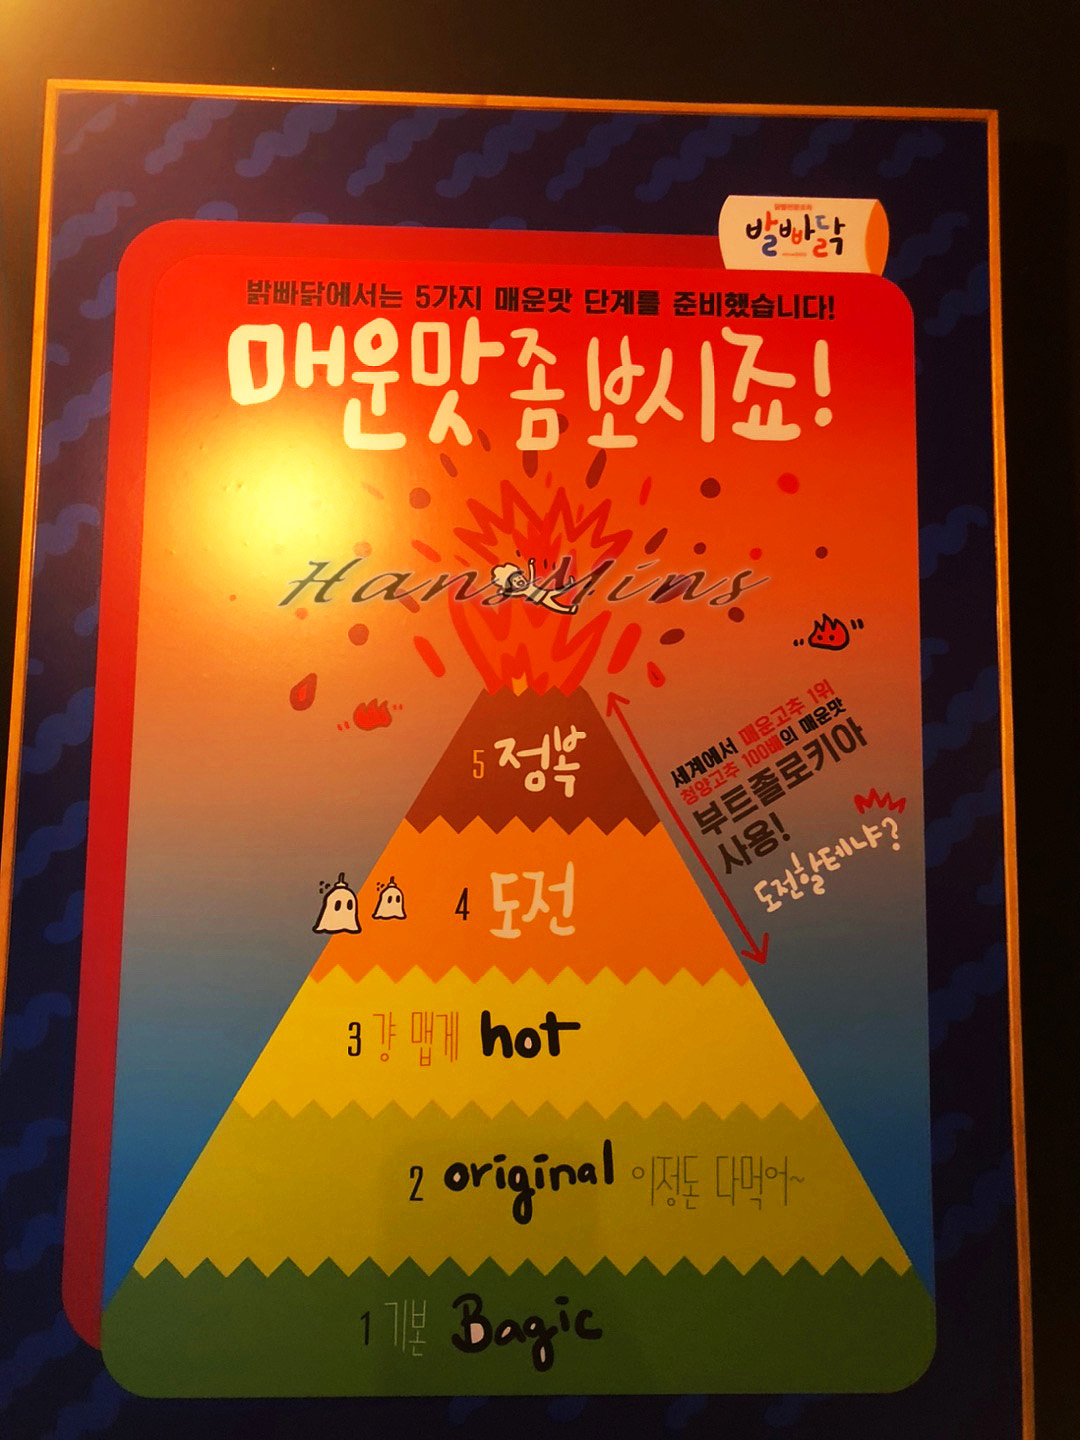 발빠닭
밝빠닭에서는 5가지 매운맛 단계를 준비했습니다!
매운맛 좀 보시죠!
HansMins
세계에서 매운고추 1위
청양고추 100배의 매운맛
부트졸로키아
사용!
도전할테냐?
5 정복
4 도전
3 걍 맵게 hot
2 original 이정돈 다먹어~
1 기본 Bagic